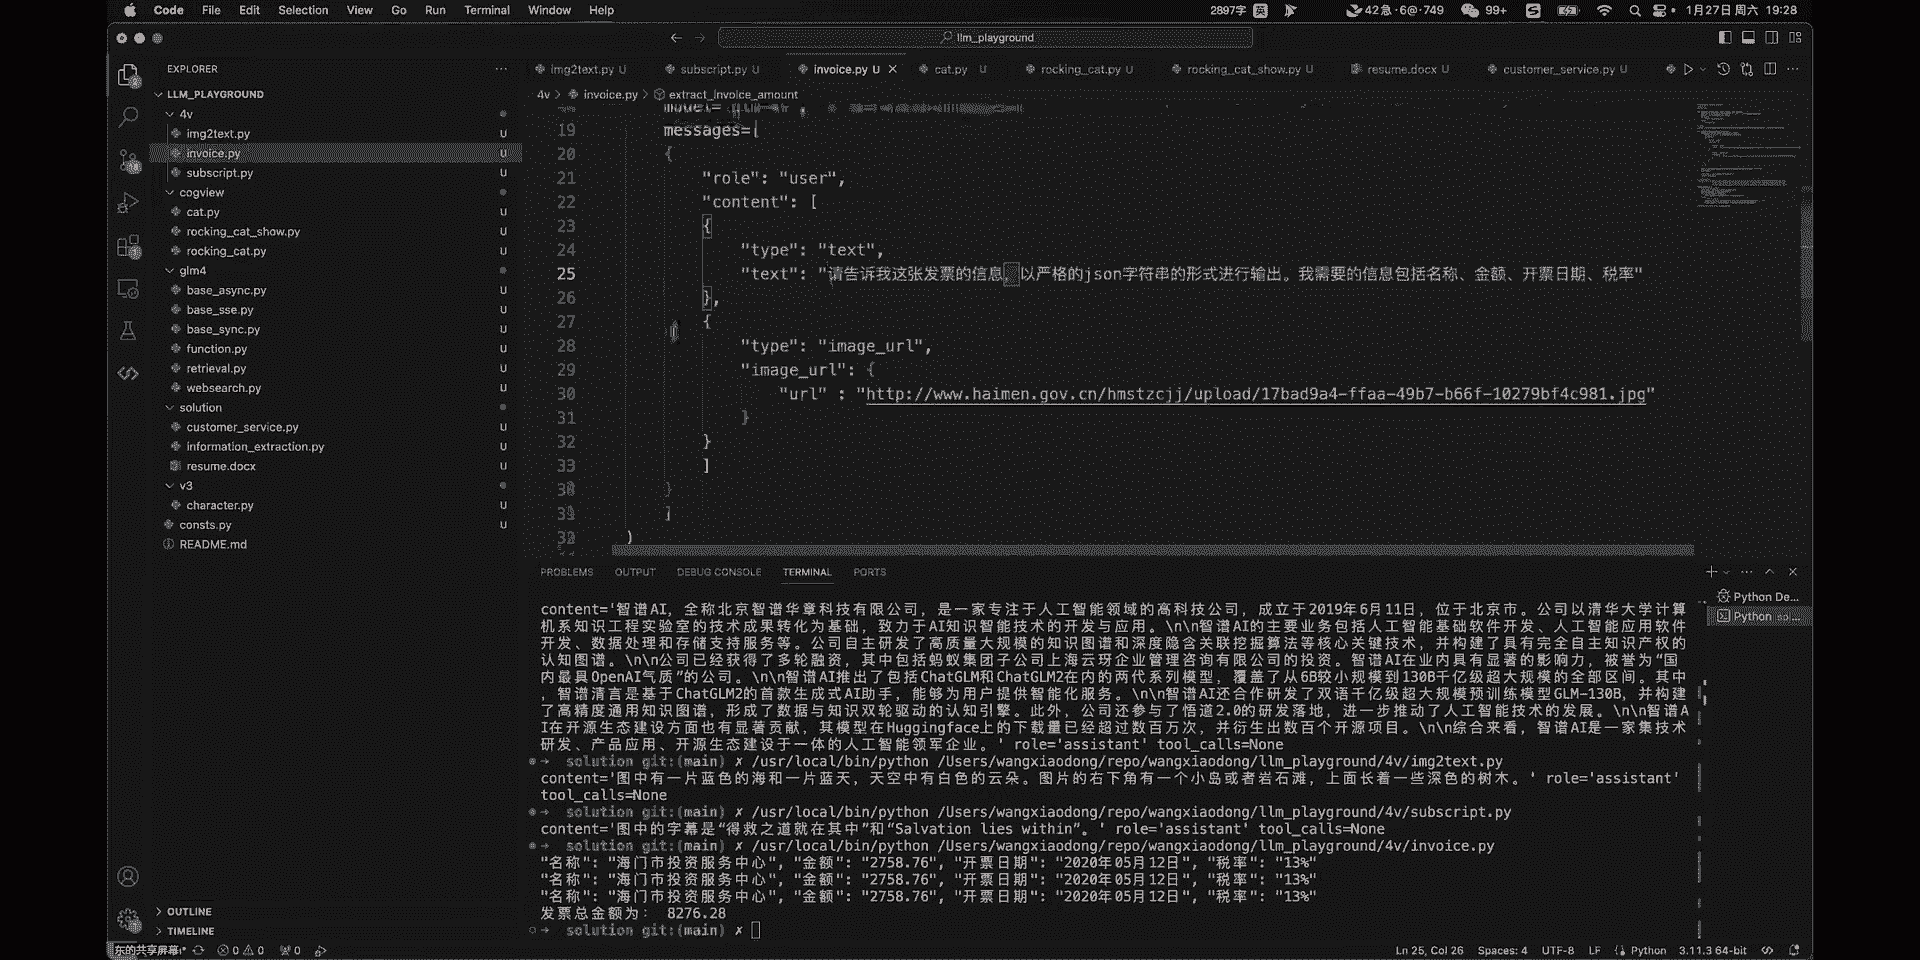 Code File Edit Selection View Go Run Terminal Window Help 2897字 英 42急·6@·749 99+ 1月27日 周六 19:28
llm_playground
EXPLORER
LLM_PLAYGROUND
4v
img2text.py U
invoice.py U
subscript.py U
cogview
cat.py U
rocking_cat_show.py U
rocking_cat.py U
glm4
base_async.py U
base_sse.py U
base_sync.py U
function.py U
retrieval.py U
websearch.py U
solution
customer_service.py U
information_extraction.py U
resume.docx U
v3
character.py U
consts.py U
README.md
OUTLINE
TIMELINE
img2text.py U subscript.py U invoice.py U cat.py U rocking_cat.py U rocking_cat_show.py U resume.docx U customer_service.py U
4v > invoice.py > extract_invoice_amount
19 messages=[
20 {
21 "role": "user",
22 "content": [
23 {
24 "type": "text",
25 "text": "请告诉我这张发票的信息，以严格的json字符串的形式进行输出。我需要的信息包括名称、金额、开票日期、税率"
26 },
27 {
28 "type": "image_url",
29 "image_url": {
30 "url" : "http://www.haimen.gov.cn/hmstzcjj/upload/17bad9a4-ffaa-49b7-b66f-10279bf4c981.jpg"
31 }
32 }
33 ]
}
]
)
PROBLEMS OUTPUT DEBUG CONSOLE TERMINAL PORTS
Python De...
Python sol...
content='智谱AI，全称北京智谱华章科技有限公司，是一家专注于人工智能领域的高科技公司，成立于2019年6月11日，位于北京市。公司以清华大学计算
机系知识工程实验室的技术成果转化为基础，致力于AI知识智能技术的开发与应用。\n\n智谱AI的主要业务包括人工智能基础软件开发、人工智能应用软件
开发、数据处理和存储支持服务等。公司自主研发了高质量大规模的知识图谱和深度隐含关联挖掘算法等核心关键技术，并构建了具有完全自主知识产权的
认知图谱。\n\n公司已经获得了多轮融资，其中包括蚂蚁集团子公司上海云玡企业管理咨询有限公司的投资。智谱AI在业内具有显著的影响力，被誉为“国
内最具OpenAI气质”的公司。\n\n智谱AI推出了包括ChatGLM和ChatGLM2在内的两代系列模型，覆盖了从6B较小规模到130B千亿级超大规模的全部区间。其中
，智谱清言是基于ChatGLM2的首款生成式AI助手，能够为用户提供智能化服务。\n\n智谱AI还合作研发了双语千亿级超大规模预训练模型GLM-130B，并构建
了高精度通用知识图谱，形成了数据与知识双轮驱动的认知引擎。此外，公司还参与了悟道2.0的研发落地，进一步推动了人工智能技术的发展。\n\n智谱A
I在开源生态建设方面也有显著贡献，其模型在Huggingface上的下载量已经超过数百万次，并衍生出数百个开源项目。\n\n综合来看，智谱AI是一家集技术
研发、产品应用、开源生态建设于一体的人工智能领军企业。' role='assistant' tool_calls=None
➜ solution git:(main) ✗ /usr/local/bin/python /Users/wangxiaodong/repo/wangxiaodong/llm_playground/4v/img2text.py
content='图中有一片蓝色的海和一片蓝天，天空中有白色的云朵。图片的右下角有一个小岛或者岩石滩，上面长着一些深色的树木。' role='assistant'
tool_calls=None
➜ solution git:(main) ✗ /usr/local/bin/python /Users/wangxiaodong/repo/wangxiaodong/llm_playground/4v/subscript.py
content='图中的字幕是“得救之道就在其中”和“Salvation lies within”。' role='assistant' tool_calls=None
➜ solution git:(main) ✗ /usr/local/bin/python /Users/wangxiaodong/repo/wangxiaodong/llm_playground/4v/invoice.py
"名称": "海门市投资服务中心", "金额": "2758.76", "开票日期": "2020年05月12日", "税率": "13%"
"名称": "海门市投资服务中心", "金额": "2758.76", "开票日期": "2020年05月12日", "税率": "13%"
"名称": "海门市投资服务中心", "金额": "2758.76", "开票日期": "2020年05月12日", "税率": "13%"
发票总金额为： 8276.28
➜ solution git:(main) ✗
东的共享屏幕 0 0 0 Ln 25, Col 26 Spaces: 4 UTF-8 LF Python 3.11.3 64-bit